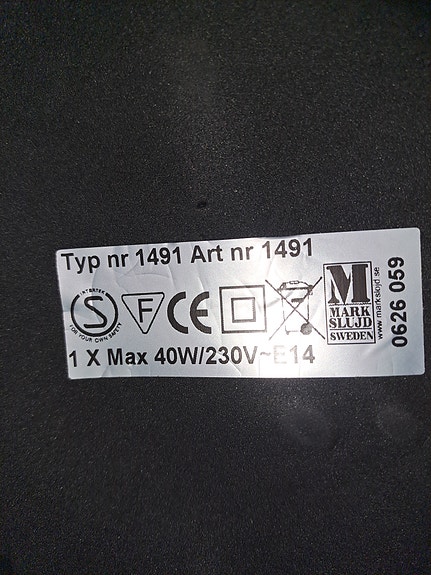 Typ nr 1491 Art nr 1491
INTERTEK
S
FOR YOUR OWN SAFETY
F
CE
M
MARK
SLÖJD
SWEDEN
www.markslojd.se
0626 059
1 X Max 40W/230V~E14